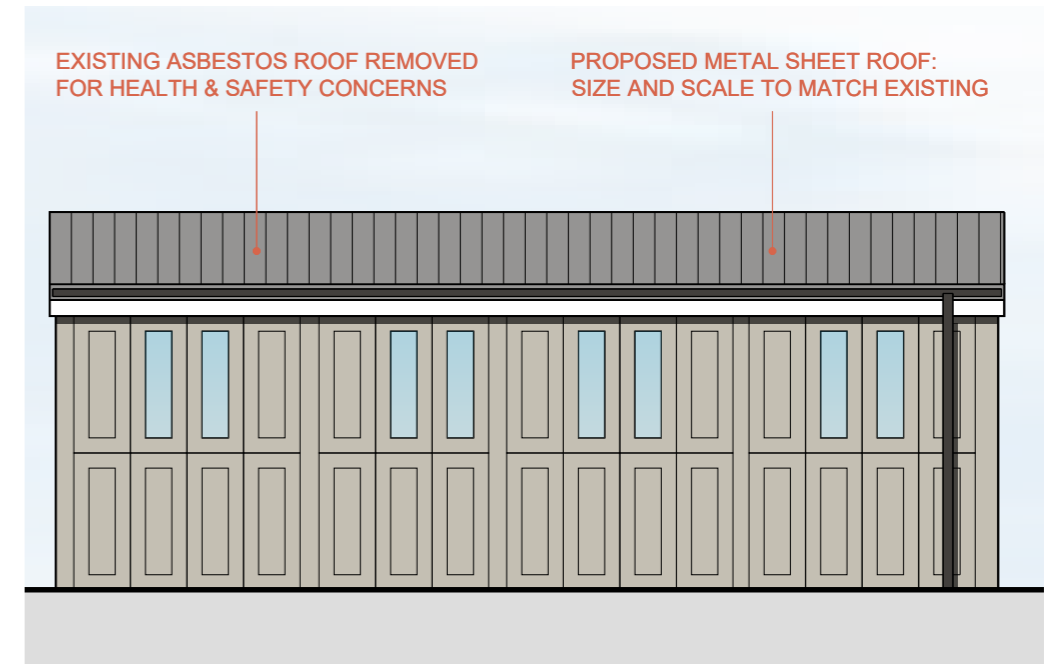 EXISTING ASBESTOS ROOF REMOVED
FOR HEALTH & SAFETY CONCERNS
PROPOSED METAL SHEET ROOF:
SIZE AND SCALE TO MATCH EXISTING